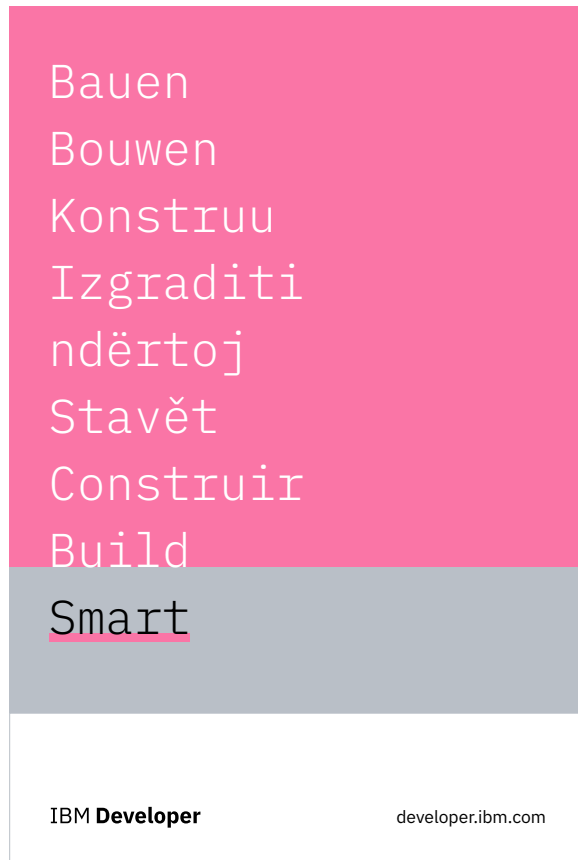 Bauen
Bouwen
Konstruu
Izgraditi
ndërtoj
Stavět
Construir
Build
Smart
IBM Developer
developer.ibm.com